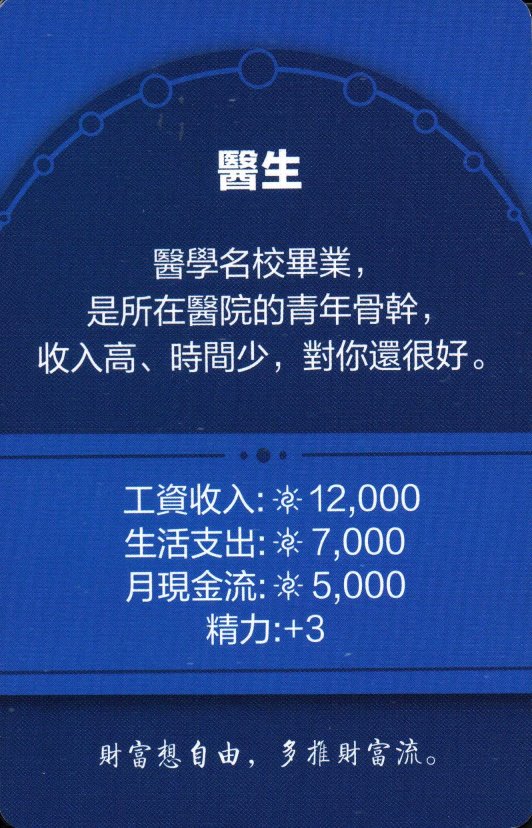 醫生
醫學名校畢業，
是所在醫院的青年骨幹，
收入高、時間少，對你還很好。
工資收入: 12,000
生活支出: 7,000
月現金流: 5,000
精力:+3
財富想自由，多推財富流。